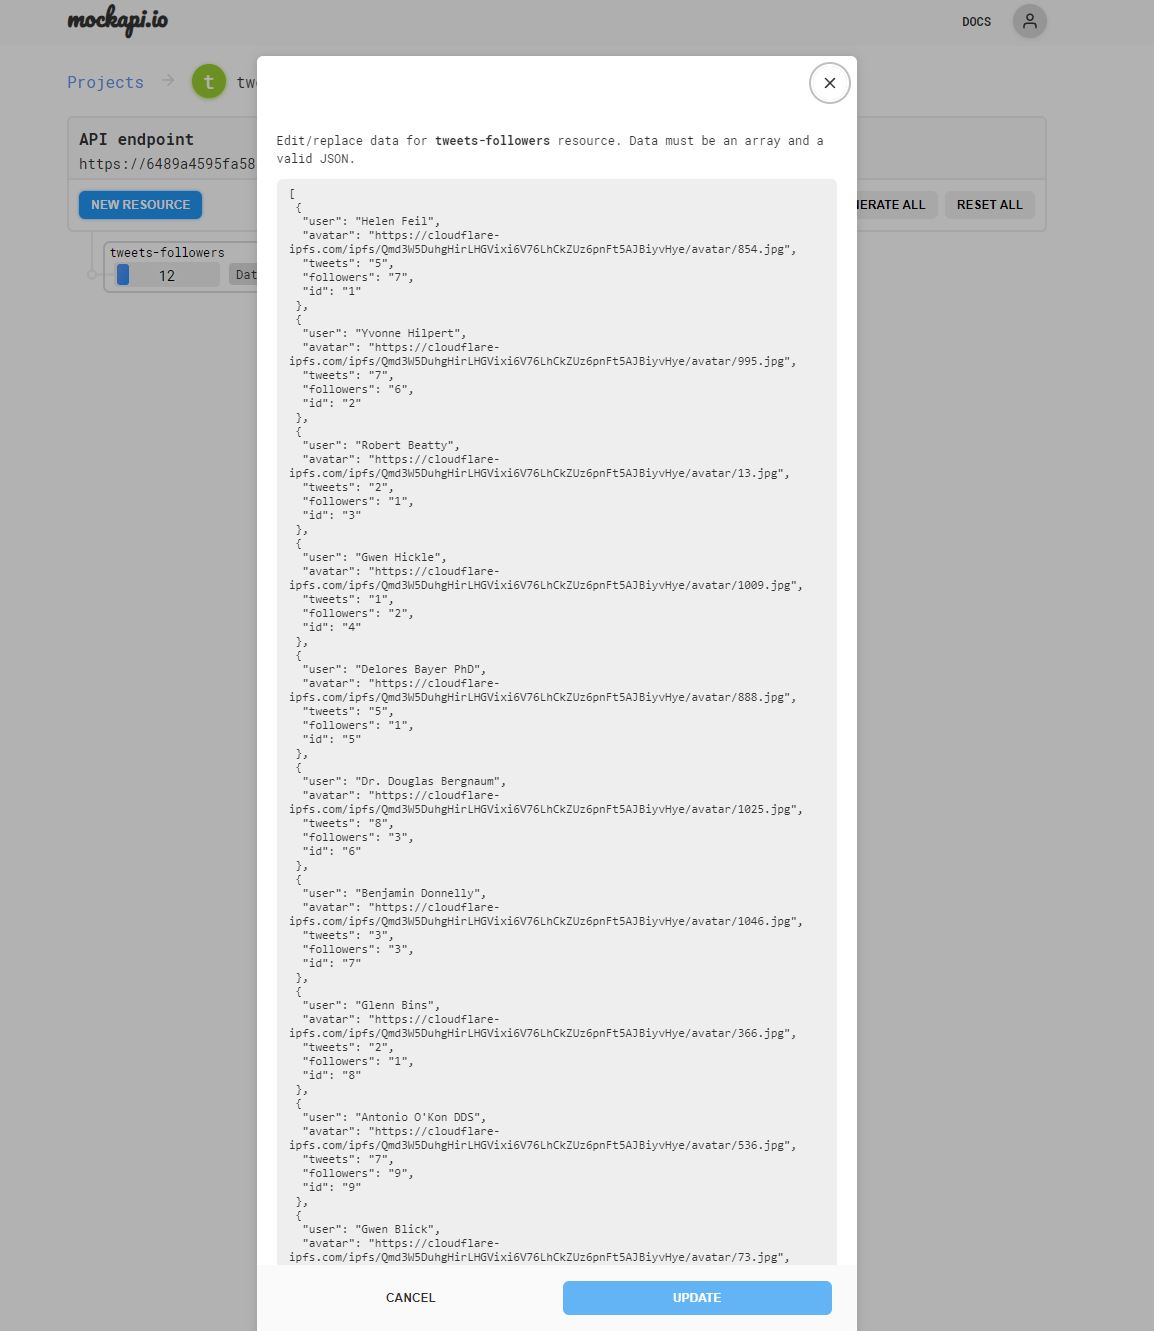 mockapi.io
DOCS
Projects
t
API endpoint
https://6489a4595fa58
NEW RESOURCE
ERATE ALL
RESET ALL
tweets-followers
12
Edit/replace data for tweets-followers resource. Data must be an array and a
valid JSON.
[
{
"user": "Helen Feil",
"avatar": "https://cloudflare-
ipfs.com/ipfs/Qmd3W5DuhgHirLHGVixi6V76LhCkZUz6pnFt5AJBiyvHye/avatar/854.jpg",
"tweets": "5",
"followers": "7",
"id": "1"
},
{
"user": "Yvonne Hilpert",
"avatar": "https://cloudflare-
ipfs.com/ipfs/Qmd3W5DuhgHirLHGVixi6V76LhCkZUz6pnFt5AJBiyvHye/avatar/995.jpg",
"tweets": "7",
"followers": "6",
"id": "2"
},
{
"user": "Robert Beatty",
"avatar": "https://cloudflare-
ipfs.com/ipfs/Qmd3W5DuhgHirLHGVixi6V76LhCkZUz6pnFt5AJBiyvHye/avatar/13.jpg",
"tweets": "2",
"followers": "1",
"id": "3"
},
{
"user": "Gwen Hickle",
"avatar": "https://cloudflare-
ipfs.com/ipfs/Qmd3W5DuhgHirLHGVixi6V76LhCkZUz6pnFt5AJBiyvHye/avatar/1009.jpg",
"tweets": "1",
"followers": "2",
"id": "4"
},
{
"user": "Delores Bayer PhD",
"avatar": "https://cloudflare-
ipfs.com/ipfs/Qmd3W5DuhgHirLHGVixi6V76LhCkZUz6pnFt5AJBiyvHye/avatar/888.jpg",
"tweets": "5",
"followers": "1",
"id": "5"
},
{
"user": "Dr. Douglas Bergnaum",
"avatar": "https://cloudflare-
ipfs.com/ipfs/Qmd3W5DuhgHirLHGVixi6V76LhCkZUz6pnFt5AJBiyvHye/avatar/1025.jpg",
"tweets": "8",
"followers": "3",
"id": "6"
},
{
"user": "Benjamin Donnelly",
"avatar": "https://cloudflare-
ipfs.com/ipfs/Qmd3W5DuhgHirLHGVixi6V76LhCkZUz6pnFt5AJBiyvHye/avatar/1046.jpg",
"tweets": "3",
"followers": "3",
"id": "7"
},
{
"user": "Glenn Bins",
"avatar": "https://cloudflare-
ipfs.com/ipfs/Qmd3W5DuhgHirLHGVixi6V76LhCkZUz6pnFt5AJBiyvHye/avatar/366.jpg",
"tweets": "2",
"followers": "1",
"id": "8"
},
{
"user": "Antonio O'Kon DDS",
"avatar": "https://cloudflare-
ipfs.com/ipfs/Qmd3W5DuhgHirLHGVixi6V76LhCkZUz6pnFt5AJBiyvHye/avatar/536.jpg",
"tweets": "7",
"followers": "9",
"id": "9"
},
{
"user": "Gwen Blick",
"avatar": "https://cloudflare-
ipfs.com/ipfs/Qmd3W5DuhgHirLHGVixi6V76LhCkZUz6pnFt5AJBiyvHye/avatar/73.jpg",
CANCEL
UPDATE